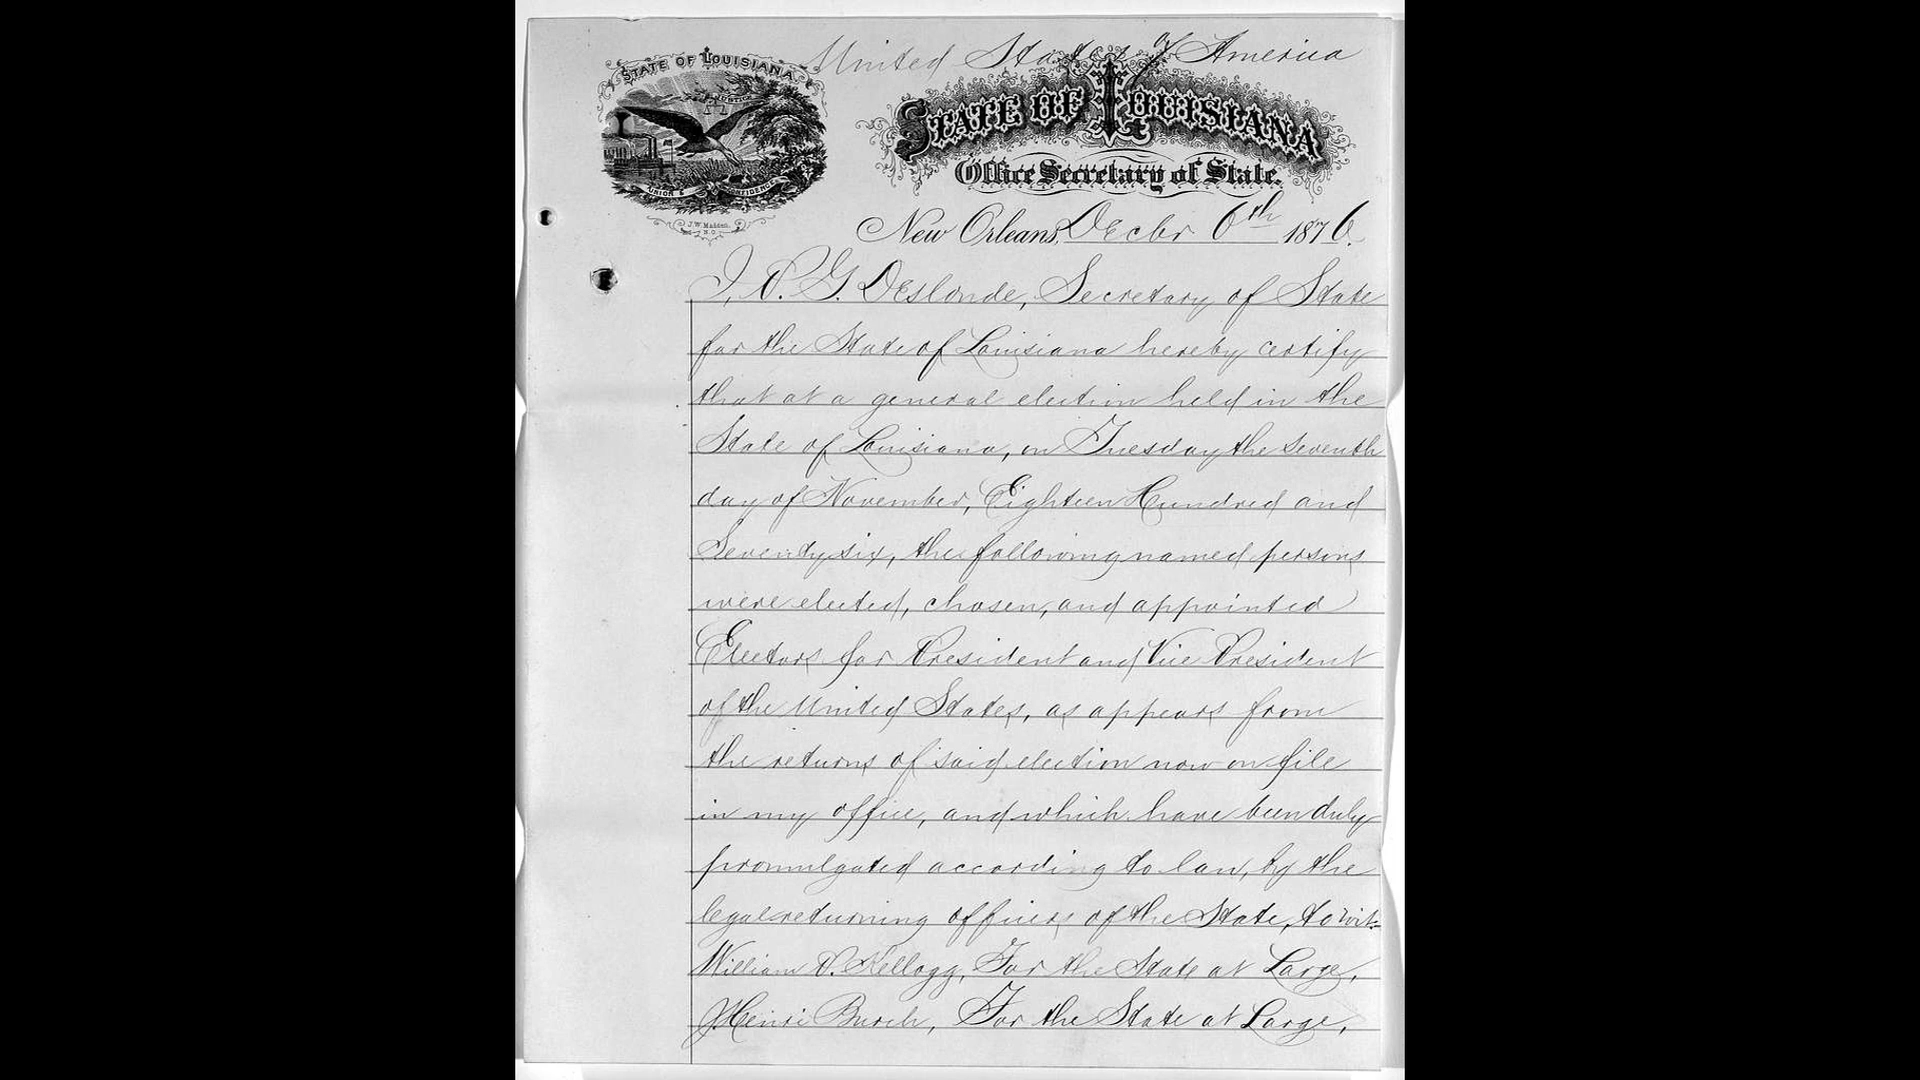 United States of America
STATE OF LOUISIANA
JUSTICE
UNION & CONFIDENCE
J.W. Madden,
N.O.
STATE OF LOUISIANA
Office Secretary of State.
New Orleans, Decbr 6th 1876.
I, P. G. Deslonde, Secretary of State
for the State of Louisiana hereby certify
that at a general election held in the
State of Louisiana, on Tuesday the seventh
day of November, Eighteen Hundred and
Seventy six, the following named persons
were elected, chosen, and appointed
Electors for President and Vice President
of the United States, as appears from
the returns of said election now on file
in my office, and which have been duly
promulgated according to law, by the
legal returning officers of the State, to wit:
William P. Kellogg, For the State at Large,
J. Henri Burch, For the State at Large,